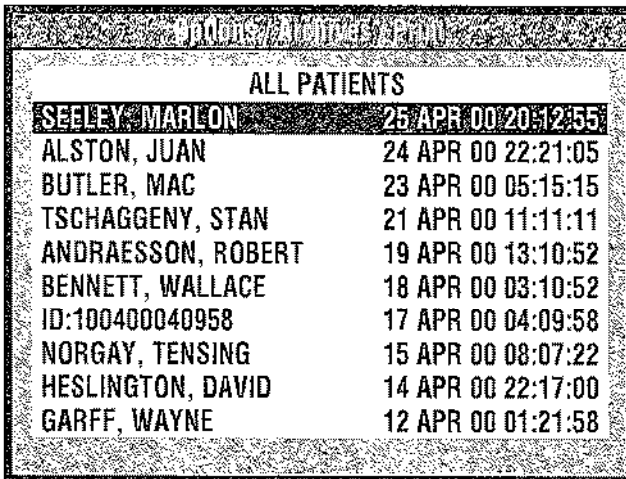 Options / Archives / Print
ALL PATIENTS
SEELEY, MARLON 25 APR 00 20:12:55
ALSTON, JUAN 24 APR 00 22:21:05
BUTLER, MAC 23 APR 00 05:15:15
TSCHAGGENY, STAN 21 APR 00 11:11:11
ANDRAESSON, ROBERT 19 APR 00 13:10:52
BENNETT, WALLACE 18 APR 00 03:10:52
ID:100400040958 17 APR 00 04:09:58
NORGAY, TENSING 15 APR 00 08:07:22
HESLINGTON, DAVID 14 APR 00 22:17:00
GARFF, WAYNE 12 APR 00 01:21:58